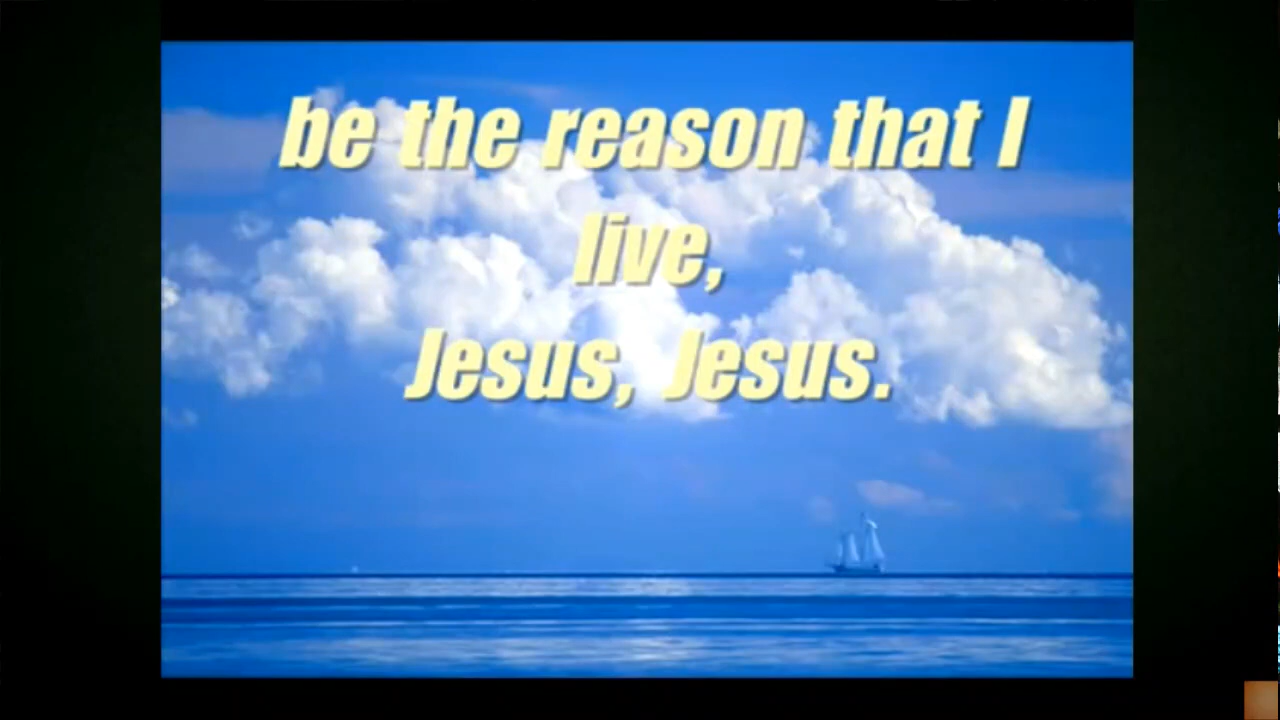 be the reason that I
live,
Jesus, Jesus.